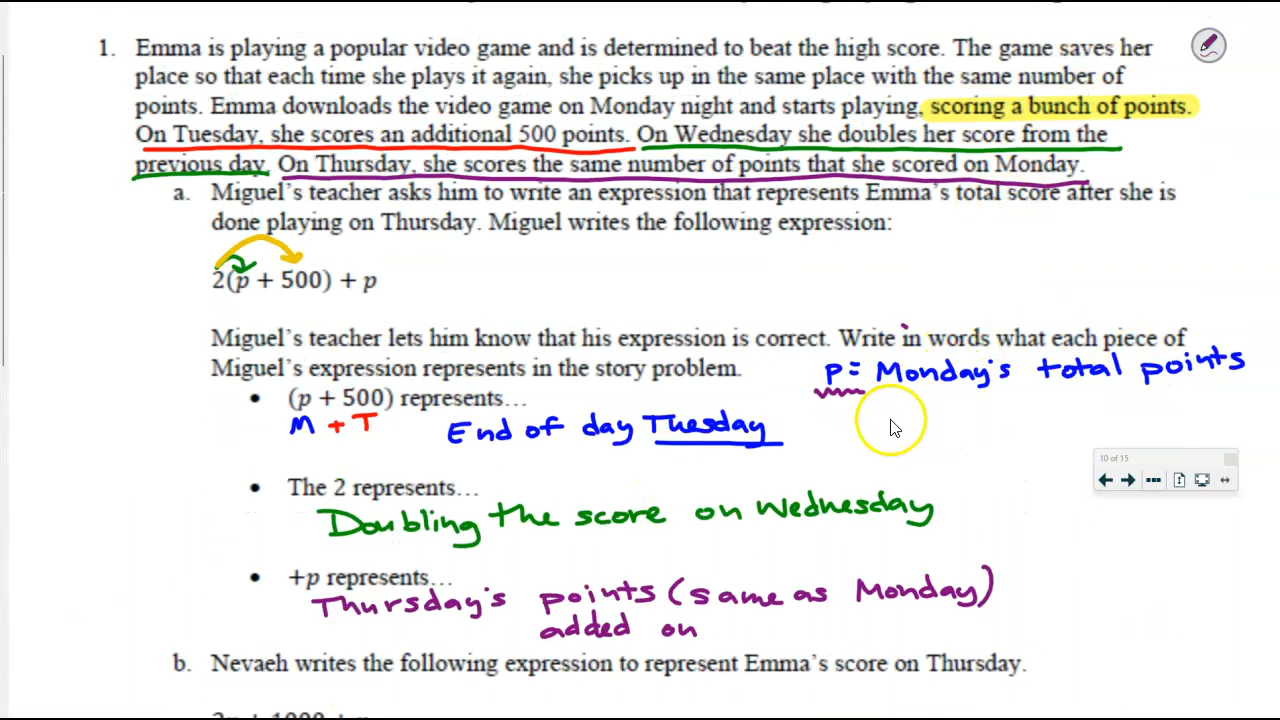 1. Emma is playing a popular video game and is determined to beat the high score. The game saves her
place so that each time she plays it again, she picks up in the same place with the same number of
points. Emma downloads the video game on Monday night and starts playing, scoring a bunch of points.
On Tuesday, she scores an additional 500 points. On Wednesday she doubles her score from the
previous day. On Thursday, she scores the same number of points that she scored on Monday.
a. Miguel's teacher asks him to write an expression that represents Emma's total score after she is
done playing on Thursday. Miguel writes the following expression:
2(p + 500) + p
Miguel's teacher lets him know that his expression is correct. Write in words what each piece of
Miguel's expression represents in the story problem.
p = Monday's total points
• (p + 500) represents…
M + T End of day Tuesday
10 of 15
• The 2 represents…
Doubling the score on Wednesday
• +p represents…
Thursday's points (same as Monday)
added on
b. Nevaeh writes the following expression to represent Emma's score on Thursday.